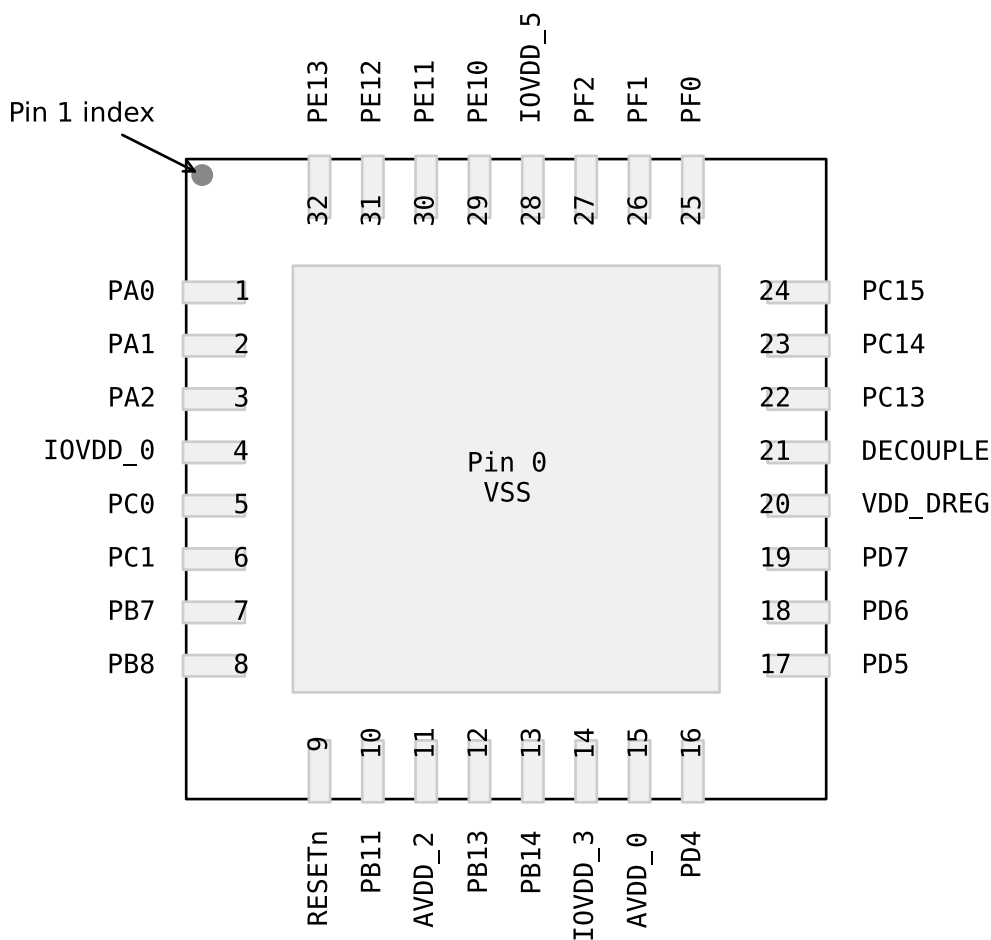 PE13
PE12
PE11
PE10
IOVDD_5
PF2
PF1
PF0
Pin 1 index
32
31
30
29
28
27
26
25
PA0 1
PA1 2
PA2 3
IOVDD_0 4
PC0 5
PC1 6
PB7 7
PB8 8
Pin 0
VSS
24 PC15
23 PC14
22 PC13
21 DECOUPLE
20 VDD_DREG
19 PD7
18 PD6
17 PD5
9
10
11
12
13
14
15
16
RESETn
PB11
AVDD_2
PB13
PB14
IOVDD_3
AVDD_0
PD4